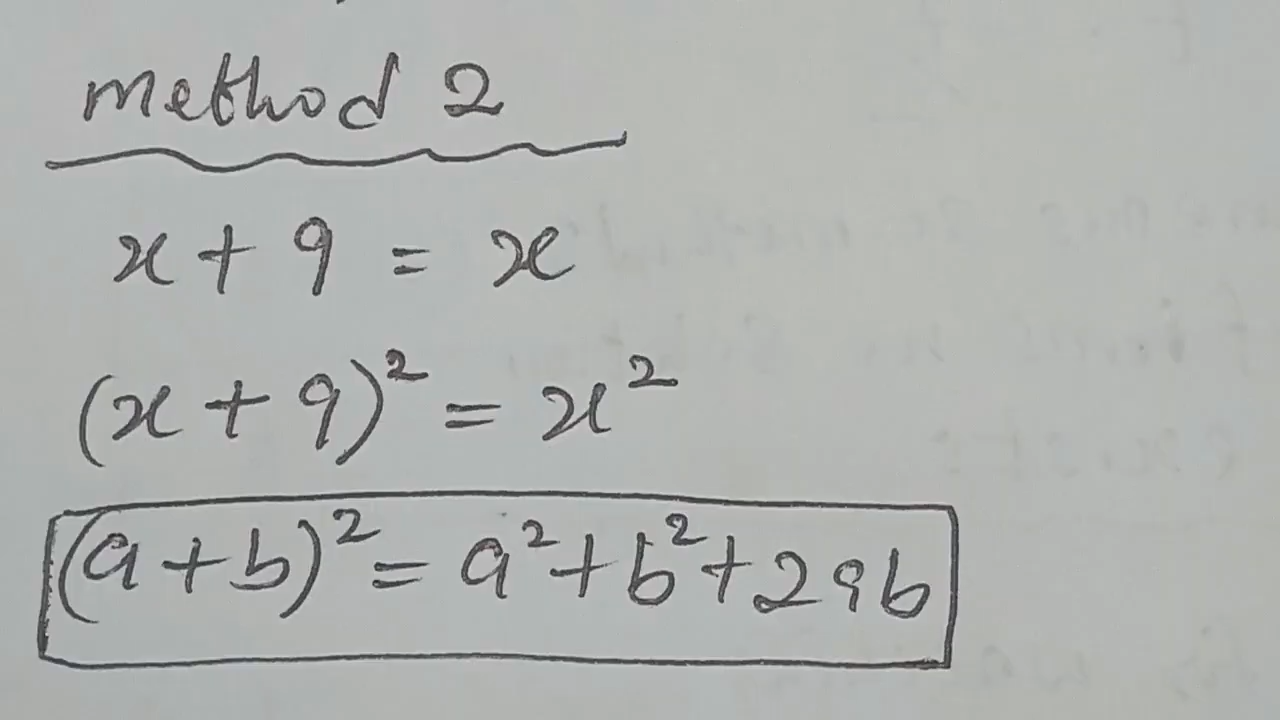 method 2
x + 9 = x
(x + 9)² = x²
(a + b)² = a² + b² + 2ab